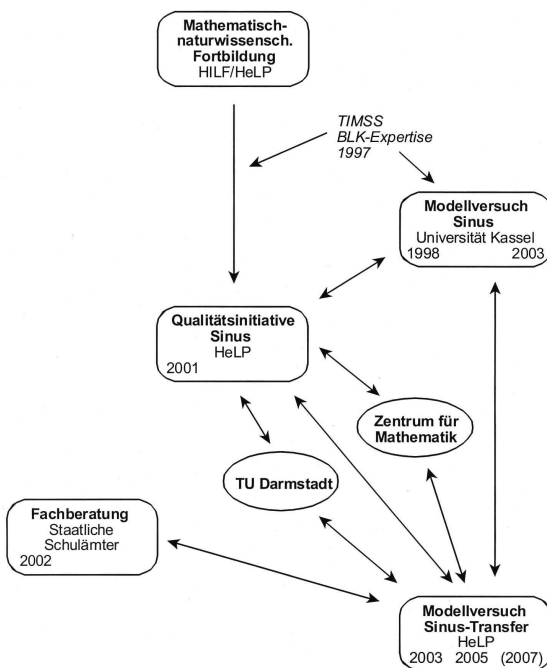 Mathematisch-
naturwissensch.
Fortbildung
HILF/HeLP
TIMSS
BLK-Expertise
1997
Modellversuch
Sinus
Universität Kassel
1998 2003
Qualitätsinitiative
Sinus
HeLP
2001
Zentrum für
Mathematik
TU Darmstadt
Fachberatung
Staatliche
Schulämter
2002
Modellversuch
Sinus-Transfer
HeLP
2003 2005 (2007)